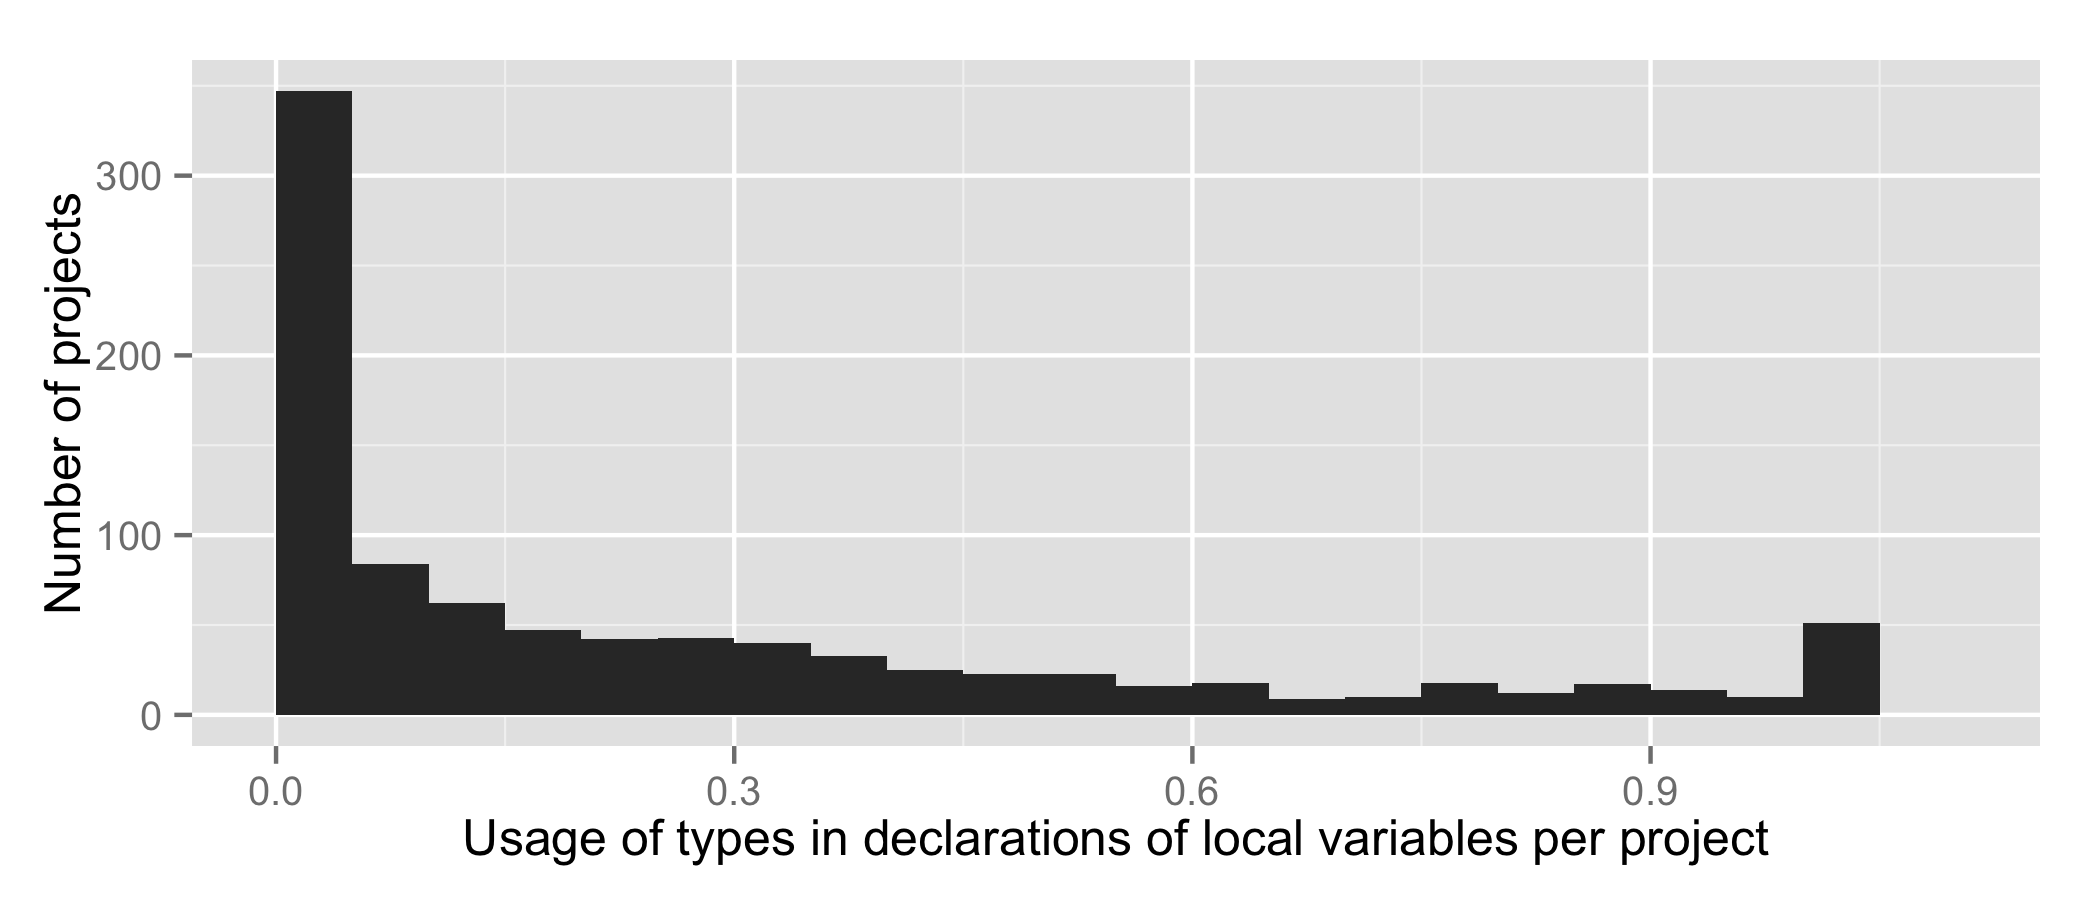 Number of projects
300
200
100
0
0.0 0.3 0.6 0.9
Usage of types in declarations of local variables per project